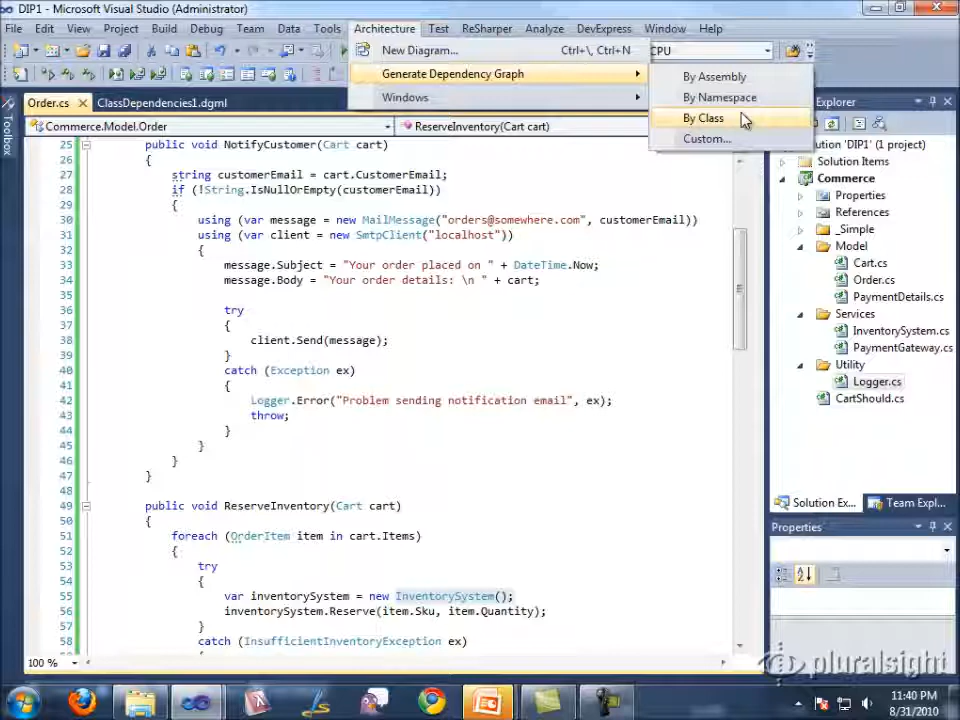 DIP1 - Microsoft Visual Studio (Administrator)
File Edit View Project Build Debug Team Data Tools Architecture Test ReSharper Analyze DevExpress Window Help
New Diagram... Ctrl+\, Ctrl+N
CPU
Generate Dependency Graph
By Assembly
Windows
By Namespace
By Class
Custom...
Toolbox
Order.cs
ClassDependencies1.dgml
Commerce.Model.Order
ReserveInventory(Cart cart)
25 public void NotifyCustomer(Cart cart)
26 {
27 string customerEmail = cart.CustomerEmail;
28 if (!String.IsNullOrEmpty(customerEmail))
29 {
30 using (var message = new MailMessage("orders@somewhere.com", customerEmail))
31 using (var client = new SmtpClient("localhost"))
32 {
33 message.Subject = "Your order placed on " + DateTime.Now;
34 message.Body = "Your order details: \n " + cart;
35
36 try
37 {
38 client.Send(message);
39 }
40 catch (Exception ex)
41 {
42 Logger.Error("Problem sending notification email", ex);
43 throw;
44 }
45 }
46 }
47 }
48
49 public void ReserveInventory(Cart cart)
50 {
51 foreach (OrderItem item in cart.Items)
52 {
53 try
54 {
55 var inventorySystem = new InventorySystem();
56 inventorySystem.Reserve(item.Sku, item.Quantity);
57 }
58 catch (InsufficientInventoryException ex)
100 %
Explorer
'DIP1' (1 project)
Solution Items
Commerce
Properties
References
_Simple
Model
Cart.cs
Order.cs
PaymentDetails.cs
Services
InventorySystem.cs
PaymentGateway.cs
Utility
Logger.cs
CartShould.cs
Solution Ex...
Team Expl...
Properties
pluralsight
11:40 PM
8/31/2010